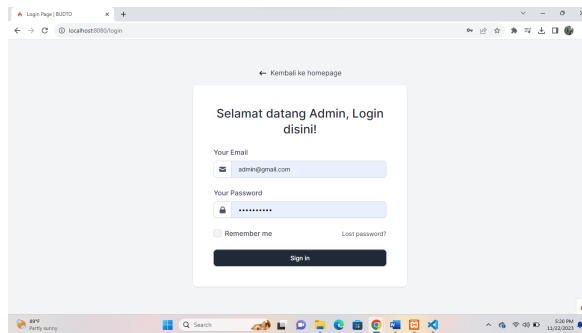 Login Page | BUDTO
localhost:8080/login
← Kembali ke homepage
Selamat datang Admin, Login
disini!
Your Email
admin@gmail.com
Your Password
••••••••••
Remember me
Lost password?
Sign in
89°F
Partly sunny
Search
5:20 PM
11/22/2023